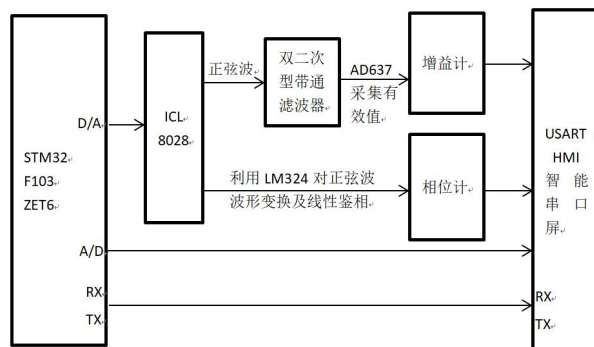 D/A
STM32
F103
ZET6
A/D
RX
TX
ICL
8028
正弦波
双二次
型带通
滤波器
AD637
采集有
效值
增益计
利用 LM324 对正弦波
波形变换及线性鉴相
相位计
USART
HMI
智 能
串 口
屏
RX
TX